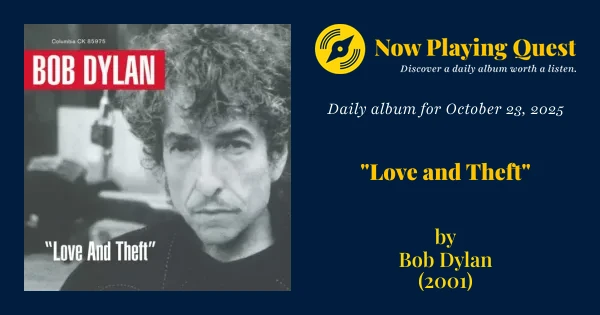 Columbia CK 85975
BOB DYLAN
“Love And Theft”
Now Playing Quest
Discover a daily album worth a listen.
Daily album for October 23, 2025
"Love and Theft"
by
Bob Dylan
(2001)